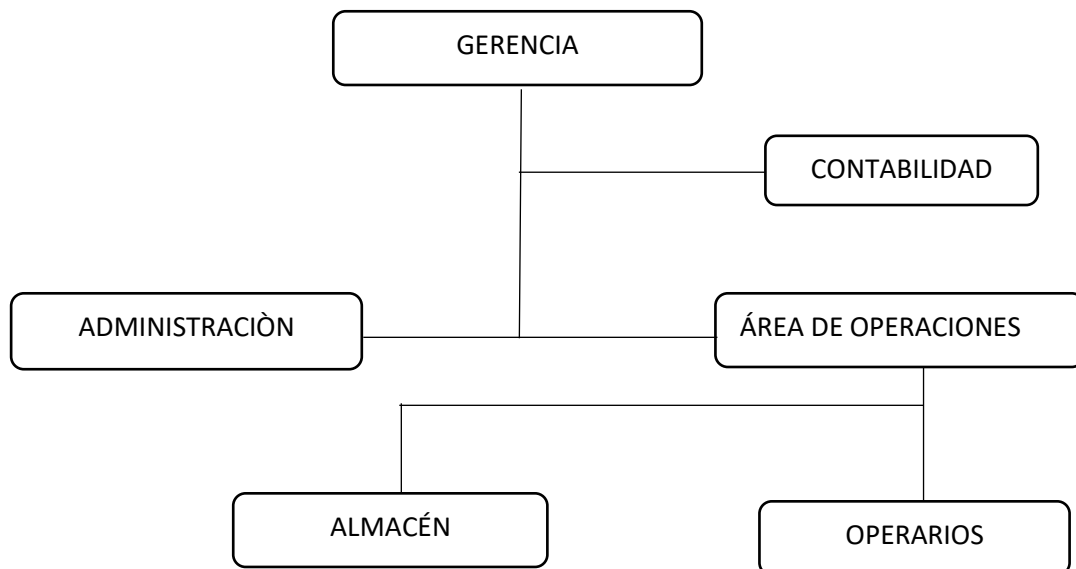 GERENCIA
CONTABILIDAD
ADMINISTRACIÒN
ÁREA DE OPERACIONES
ALMACÉN
OPERARIOS